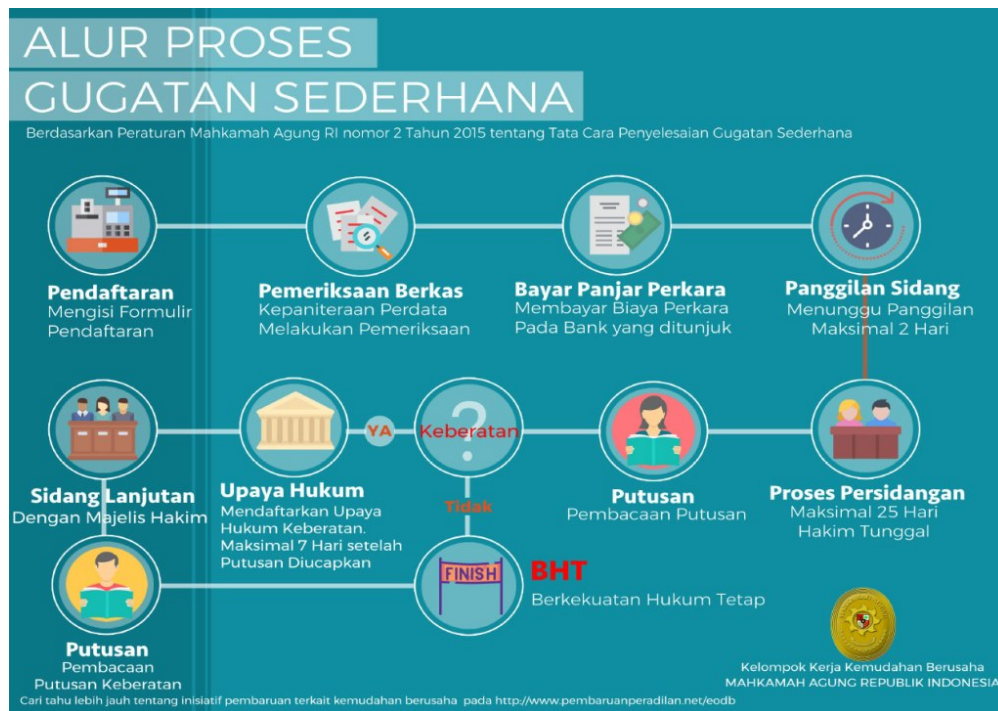 ALUR PROSES
GUGATAN SEDERHANA
Berdasarkan Peraturan Mahkamah Agung RI nomor 2 Tahun 2015 tentang Tata Cara Penyelesaian Gugatan Sederhana
Pendaftaran
Mengisi Formulir
Pendaftaran
Pemeriksaan Berkas
Kepaniteraan Perdata
Melakukan Pemeriksaan
Bayar Panjar Perkara
Membayar Biaya Perkara
Pada Bank yang ditunjuk
Panggilan Sidang
Menunggu Panggilan
Maksimal 2 Hari
Proses Persidangan
Maksimal 25 Hari
Hakim Tunggal
Putusan
Pembacaan Putusan
?
Keberatan
YA
Tidak
Upaya Hukum
Mendaftarkan Upaya
Hukum Keberatan.
Maksimal 7 Hari setelah
Putusan Diucapkan
Sidang Lanjutan
Dengan Majelis Hakim
Putusan
Pembacaan
Putusan Keberatan
FINISH
BHT
Berkekuatan Hukum Tetap
Kelompok Kerja Kemudahan Berusaha
MAHKAMAH AGUNG REPUBLIK INDONESIA
Cari tahu lebih jauh tentang inisiatif pembaruan terkait kemudahan berusaha pada http://www.pembaruanperadilan.net/eodb